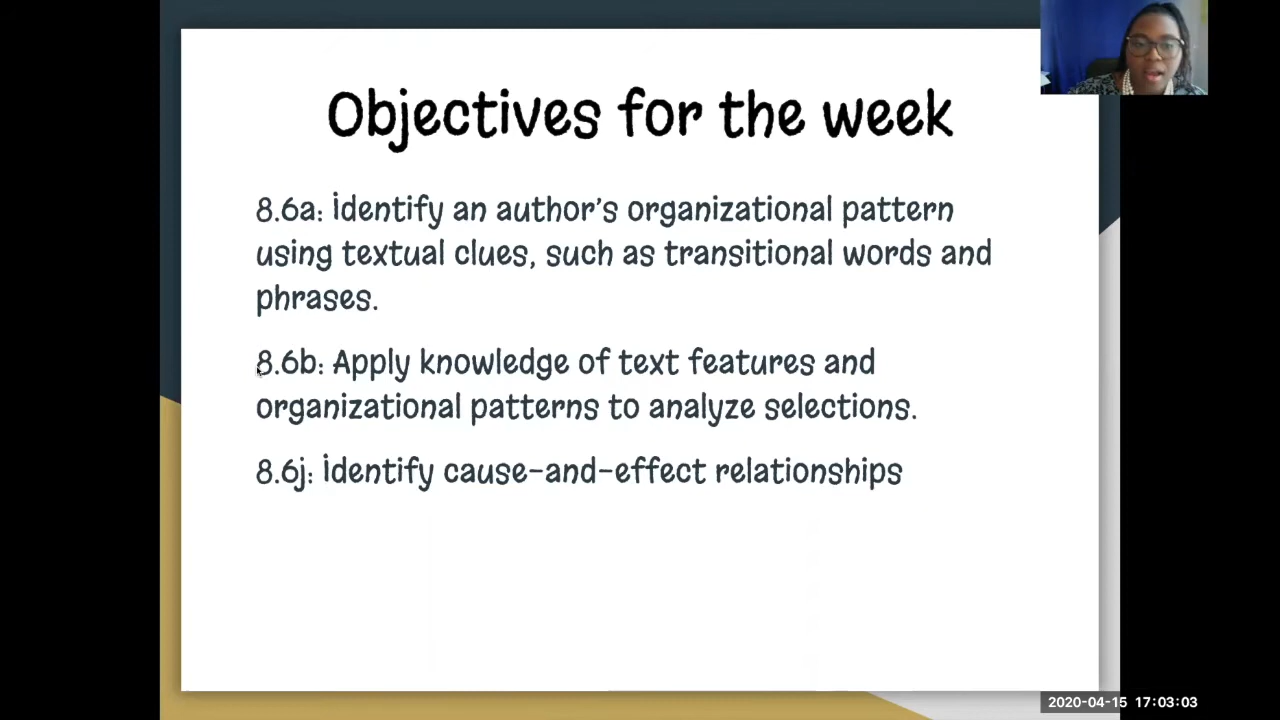 Objectives for the week
8.6a: Identify an author's organizational pattern
using textual clues, such as transitional words and
phrases.
8.6b: Apply knowledge of text features and
organizational patterns to analyze selections.
8.6j: Identify cause-and-effect relationships
2020-04-15 17:03:03